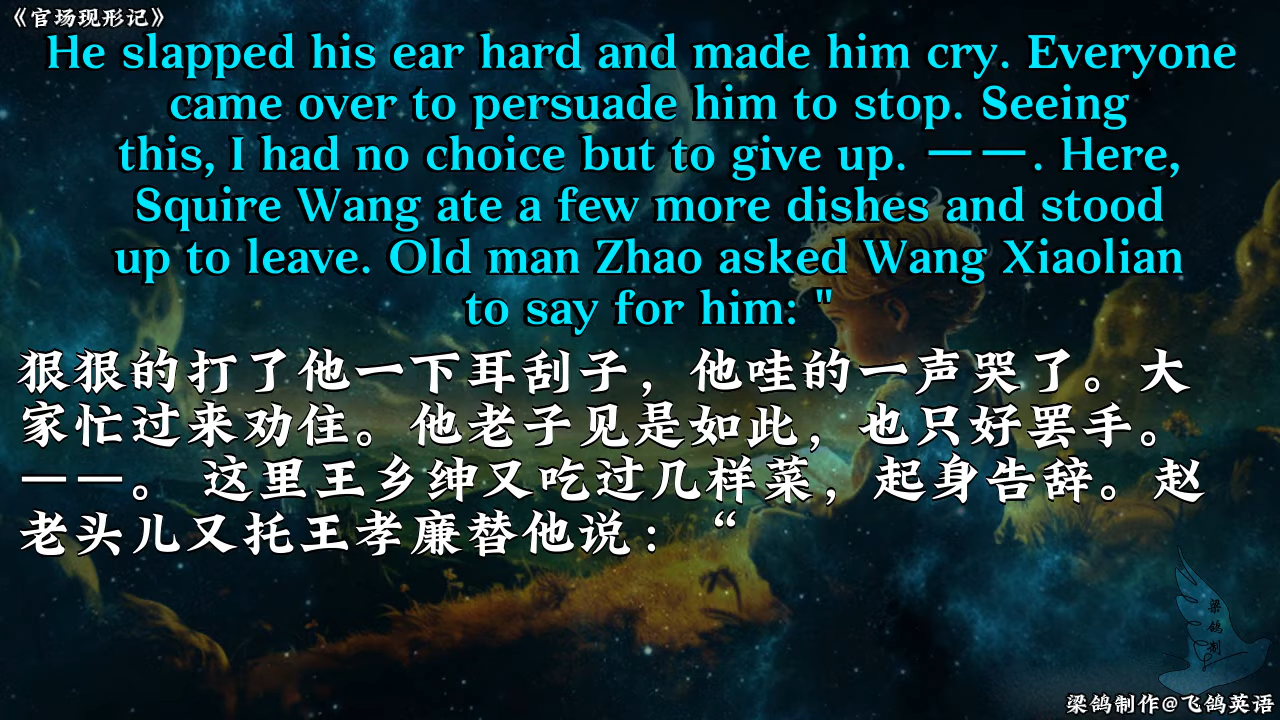 《官场现形记》
He slapped his ear hard and made him cry. Everyone
came over to persuade him to stop. Seeing
this, I had no choice but to give up. ——. Here,
Squire Wang ate a few more dishes and stood
up to leave. Old man Zhao asked Wang Xiaolian
to say for him: "
狠狠的打了他一下耳刮子，他哇的一声哭了。大
家忙过来劝住。他老子见是如此，也只好罢手。
——。 这里王乡绅又吃过几样菜，起身告辞。赵
老头儿又托王孝廉替他说：“
梁鸽制
梁鸽制作@飞鸽英语